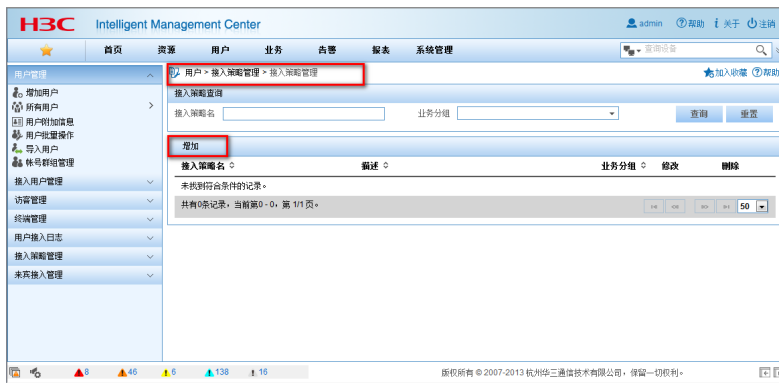 H3C Intelligent Management Center admin 帮助 关于 注销
首页 资源 用户 业务 告警 报表 系统管理 查询设备
用户管理 用户 > 接入策略管理 > 接入策略管理 加入收藏 帮助
增加用户
所有用户
用户附加信息
用户批量操作
导入用户
帐号群组管理
接入用户管理
访客管理
终端管理
用户接入日志
接入策略管理
来宾接入管理
接入策略查询
接入策略名 业务分组 查询 重置
增加
接入策略名 描述 业务分组 修改 删除
未找到符合条件的记录。
共有0条记录，当前第0 - 0，第 1/1 页。 50
8 46 6 138 16 版权所有 © 2007-2013 杭州华三通信技术有限公司，保留一切权利。